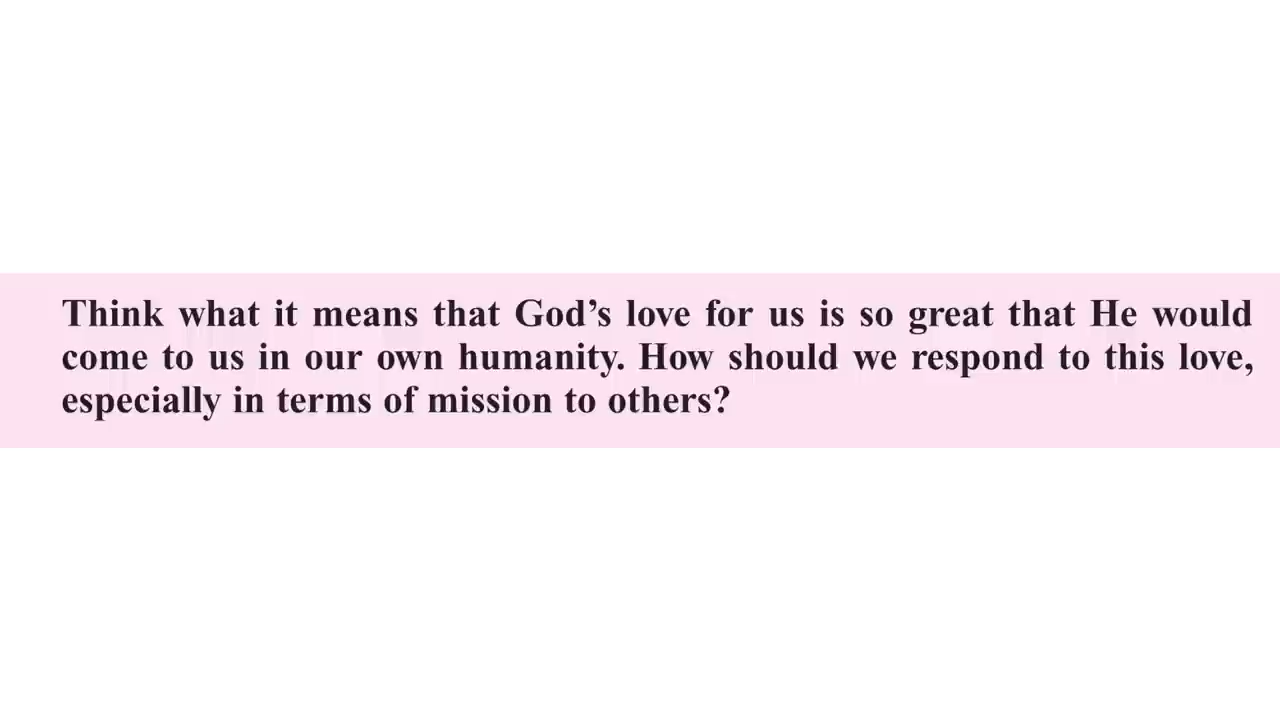 Think what it means that God’s love for us is so great that He would
come to us in our own humanity. How should we respond to this love,
especially in terms of mission to others?